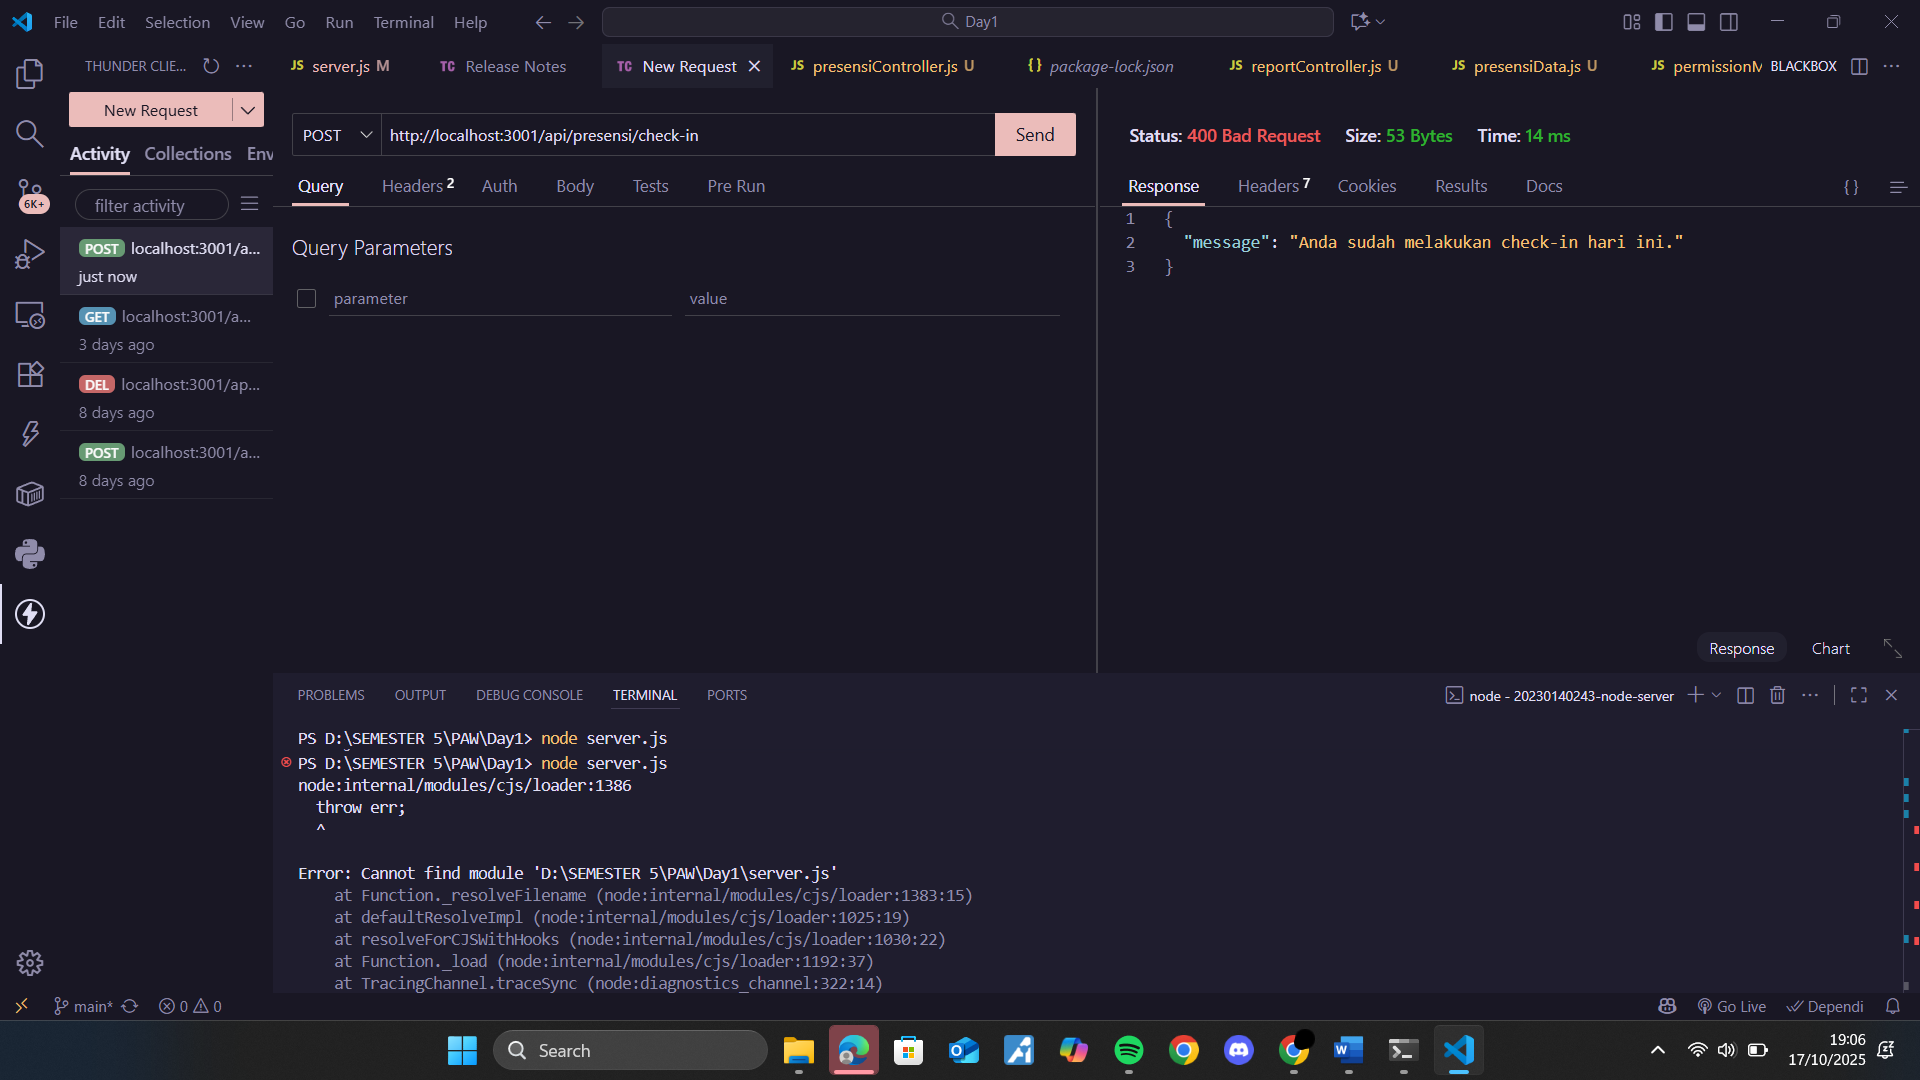 File Edit Selection View Go Run Terminal Help
Day1
THUNDER CLIE...
JS server.js M
TC Release Notes
TC New Request
JS presensiController.js U
{} package-lock.json
JS reportController.js U
JS presensiData.js U
JS permissionM
BLACKBOX
New Request
Activity Collections Env
filter activity
POST localhost:3001/a...
just now
GET localhost:3001/a...
3 days ago
DEL localhost:3001/ap...
8 days ago
POST localhost:3001/a...
8 days ago
6K+
POST http://localhost:3001/api/presensi/check-in Send
Query Headers 2 Auth Body Tests Pre Run
Query Parameters
parameter value
Status: 400 Bad Request Size: 53 Bytes Time: 14 ms
Response Headers 7 Cookies Results Docs {}
1 {
2 "message": "Anda sudah melakukan check-in hari ini."
3 }
Response Chart
PROBLEMS OUTPUT DEBUG CONSOLE TERMINAL PORTS
node - 20230140243-node-server
PS D:\SEMESTER 5\PAW\Day1> node server.js
PS D:\SEMESTER 5\PAW\Day1> node server.js
node:internal/modules/cjs/loader:1386
throw err;
^
Error: Cannot find module 'D:\SEMESTER 5\PAW\Day1\server.js'
at Function._resolveFilename (node:internal/modules/cjs/loader:1383:15)
at defaultResolveImpl (node:internal/modules/cjs/loader:1025:19)
at resolveForCJSWithHooks (node:internal/modules/cjs/loader:1030:22)
at Function._load (node:internal/modules/cjs/loader:1192:37)
at TracingChannel.traceSync (node:diagnostics_channel:322:14)
main* 0 0
Go Live Dependi
Search
19:06
17/10/2025